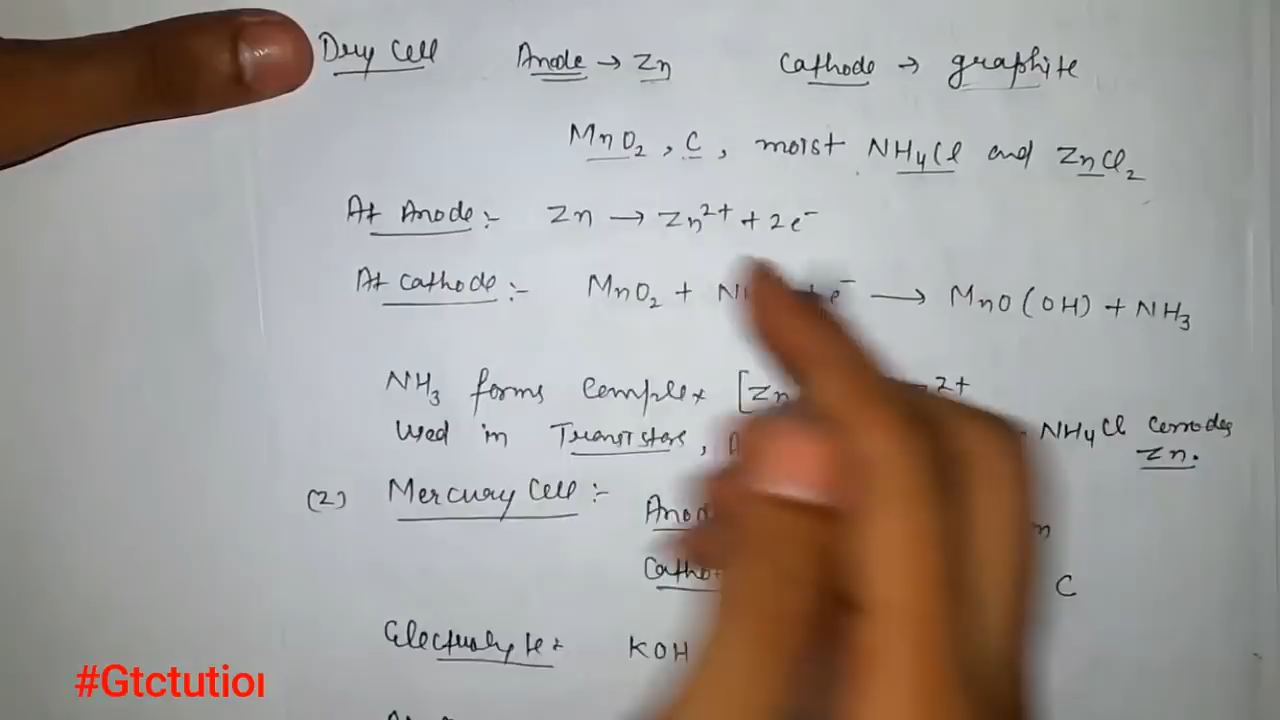 Dry Cell Anode → Zn Cathode → graphite
MnO₂, C, moist NH₄Cl and ZnCl₂
At Anode:- Zn → Zn²⁺ + 2e⁻
At Cathode:- MnO₂ + e⁻ → MnO(OH) + NH₃
NH₃ forms Complex [Zn 2+
Used in Transistors, NH₄Cl Corrodes
Zn.
(2) Mercury Cell:-
KOH
C
Electrolyte:
#Gtctution